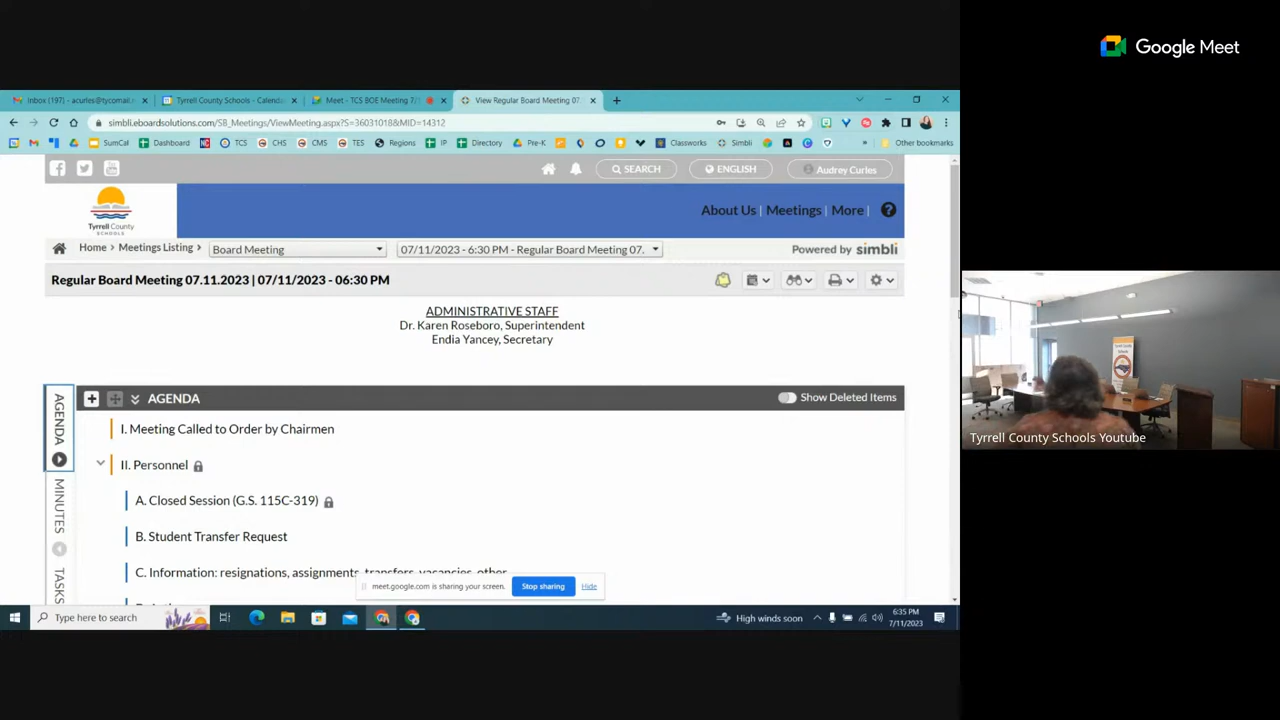 Google Meet
Inbox (197) - acurles@tycomail.
Tyrrell County Schools - Calenda
Meet - TCS BOE Meeting 7/
View Regular Board Meeting 07.
simbli.eboardsolutions.com/SB_Meetings/ViewMeeting.aspx?S=36031018&MID=14312
SumCal Dashboard TCS CHS CMS TES Regions IP Directory Pre-K Classworks Simbli » Other bookmarks
SEARCH ENGLISH Audrey Curles
Tyrrell County
SCHOOLS
About Us | Meetings | More |
Home > Meetings Listing > Board Meeting 07/11/2023 - 6:30 PM - Regular Board Meeting 07. Powered by simbli
Regular Board Meeting 07.11.2023 | 07/11/2023 - 06:30 PM
ADMINISTRATIVE STAFF
Dr. Karen Roseboro, Superintendent
Endia Yancey, Secretary
AGENDA
MINUTES
TASKS
AGENDA Show Deleted Items
I. Meeting Called to Order by Chairmen
II. Personnel
A. Closed Session (G.S. 115C-319)
B. Student Transfer Request
C. Information: resignations, assignments, transfers, vacancies, other
meet.google.com is sharing your screen. Stop sharing Hide
Type here to search
High winds soon
6:35 PM
7/11/2023
Tyrrell County Schools Youtube